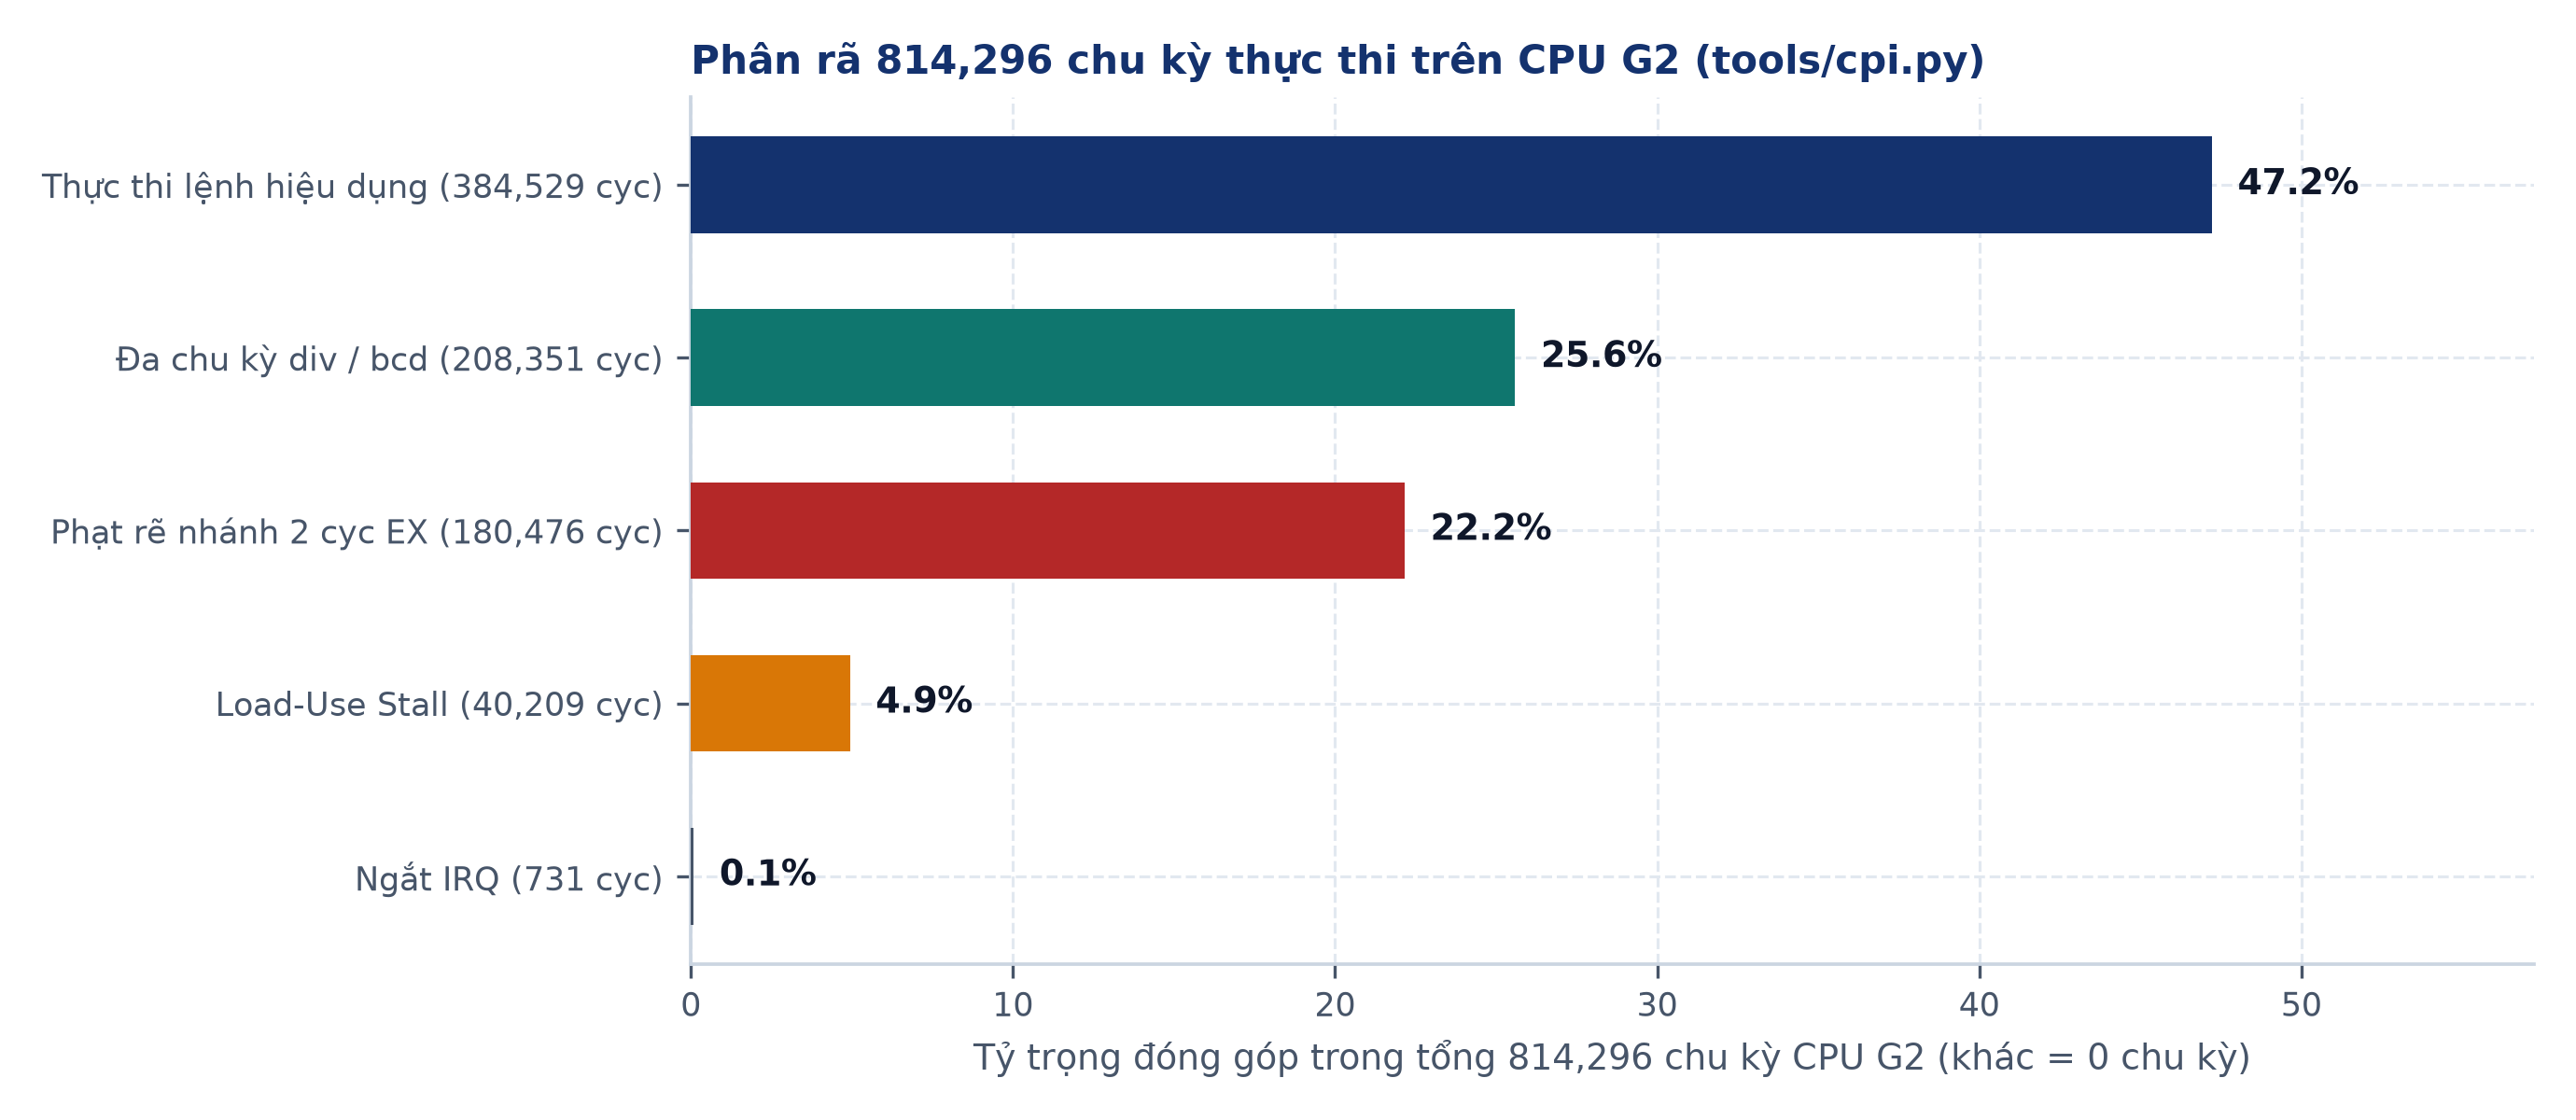 Phân rã 814,296 chu kỳ thực thi trên CPU G2 (tools/cpi.py)
Thực thi lệnh hiệu dụng (384,529 cyc)
47.2%
Đa chu kỳ div / bcd (208,351 cyc)
25.6%
Phạt rẽ nhánh 2 cyc EX (180,476 cyc)
22.2%
Load-Use Stall (40,209 cyc)
4.9%
Ngắt IRQ (731 cyc)
0.1%
0 10 20 30 40 50
Tỷ trọng đóng góp trong tổng 814,296 chu kỳ CPU G2 (khác = 0 chu kỳ)